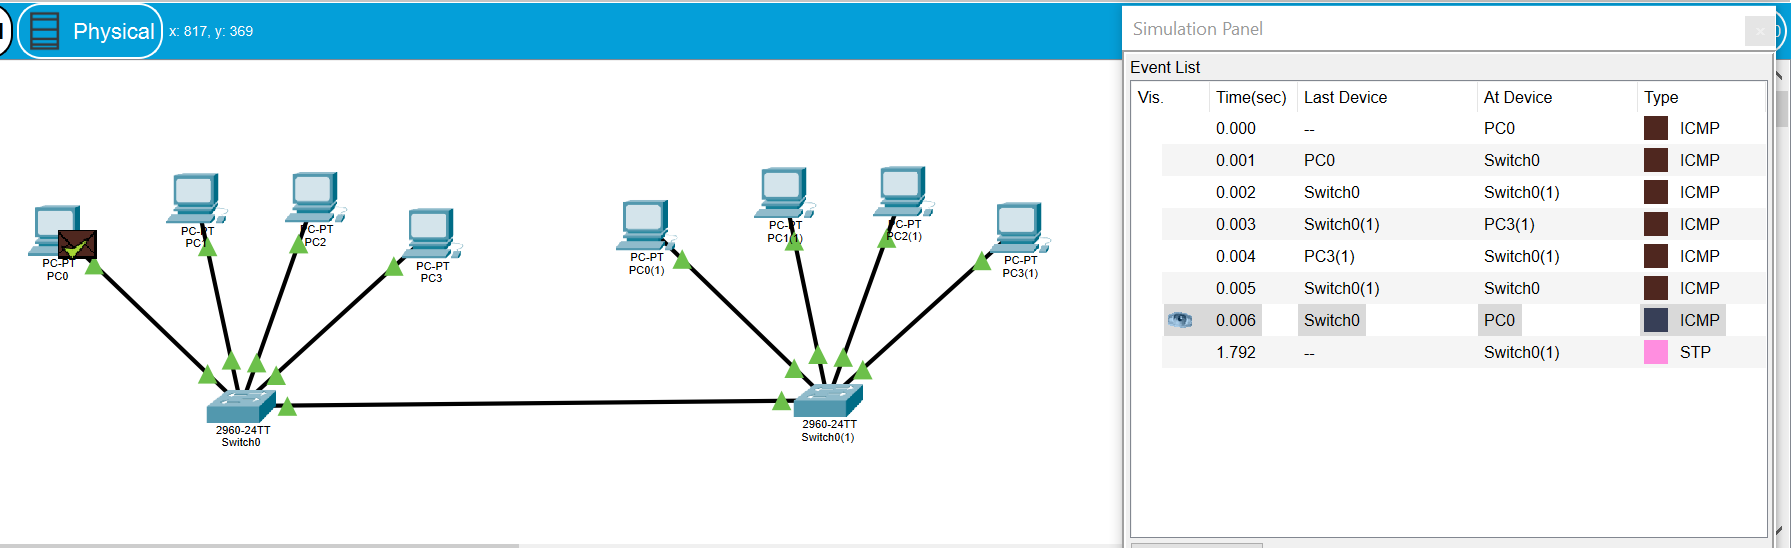 Physical x: 817, y: 369
Simulation Panel
Event List
Vis. Time(sec) Last Device At Device Type
0.000 -- PC0 ICMP
0.001 PC0 Switch0 ICMP
0.002 Switch0 Switch0(1) ICMP
0.003 Switch0(1) PC3(1) ICMP
0.004 PC3(1) Switch0(1) ICMP
0.005 Switch0(1) Switch0 ICMP
0.006 Switch0 PC0 ICMP
1.792 -- Switch0(1) STP
PC-PT
PC0
PC-PT
PC1
PC-PT
PC2
PC-PT
PC3
PC-PT
PC0(1)
PC-PT
PC1(1)
PC-PT
PC2(1)
PC-PT
PC3(1)
2960-24TT
Switch0
2960-24TT
Switch0(1)